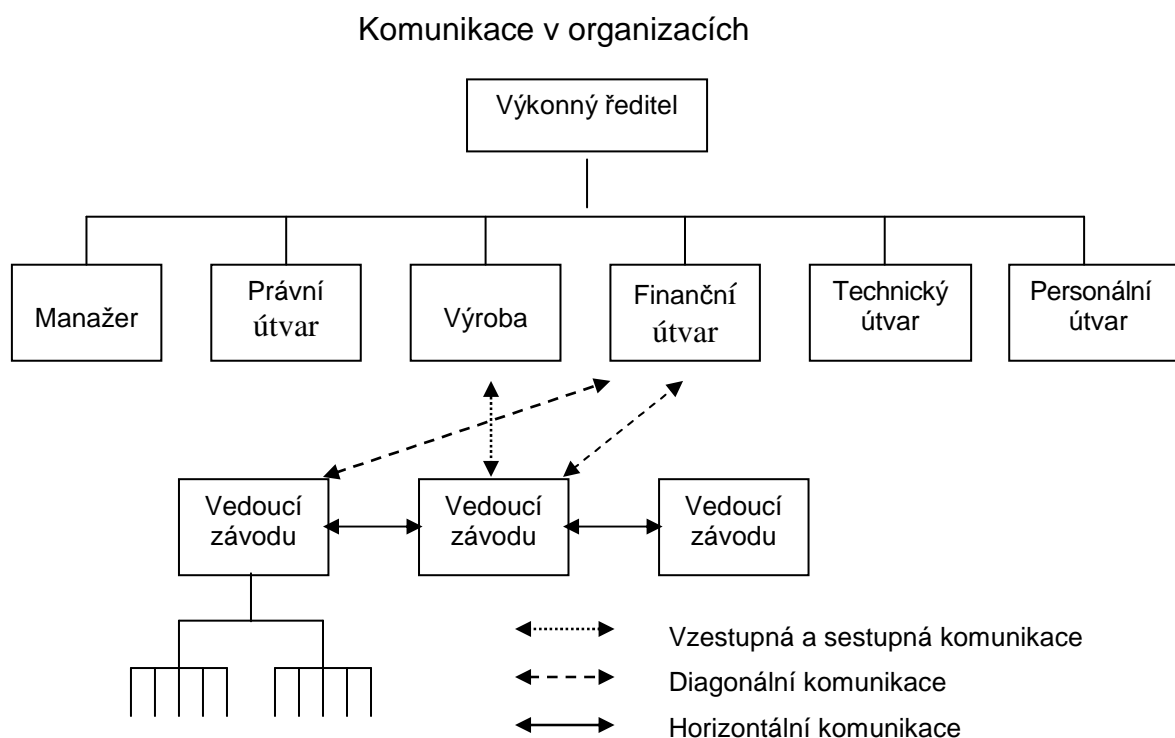 Komunikace v organizacích
Výkonný ředitel
Manažer
Právní
útvar
Výroba
Finanční
útvar
Technický
útvar
Personální
útvar
Vedoucí
závodu
Vedoucí
závodu
Vedoucí
závodu
Vzestupná a sestupná komunikace
Diagonální komunikace
Horizontální komunikace